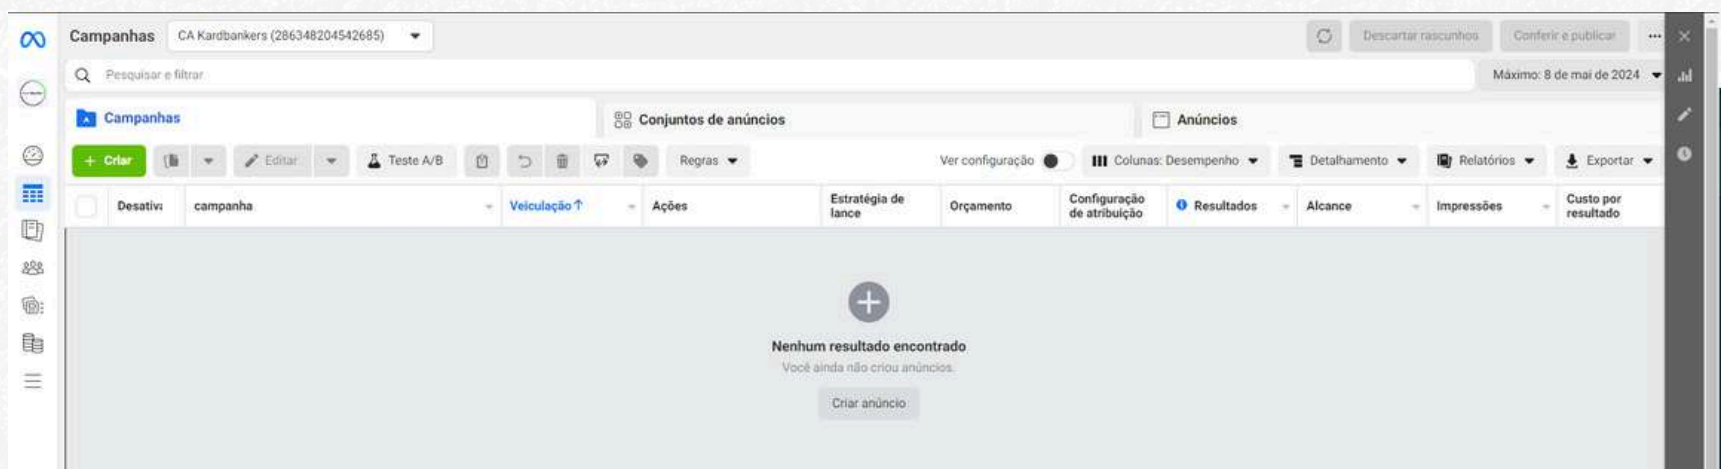 Campanhas CA Kardbankers (286348204542685) Descartar rascunhos Conferir e publicar
Pesquisar e filtrar Máximo: 8 de mai de 2024
Campanhas Conjuntos de anúncios Anúncios
+ Criar Editar Teste A/B Regras Ver configuração Colunas: Desempenho Detalhamento Relatórios Exportar
Desativa campanha Veiculação↑ Ações Estratégia de lance Orçamento Configuração de atribuição Resultados Alcance Impressões Custo por resultado
Nenhum resultado encontrado
Você ainda não criou anúncios.
Criar anúncio